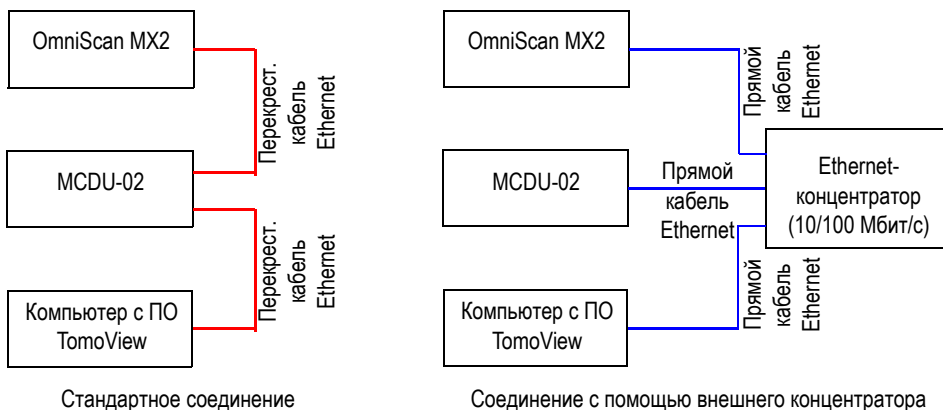 OmniScan MX2
Перекрест.
кабель
Ethernet
MCDU-02
Перекрест.
кабель
Ethernet
Компьютер с ПО
TomoView
Стандартное соединение
OmniScan MX2
Прямой
кабель
Ethernet
MCDU-02
Прямой
кабель
Ethernet
Ethernet-
концентратор
(10/100 Мбит/с)
Прямой
кабель
Ethernet
Компьютер с ПО
TomoView
Соединение с помощью внешнего концентратора